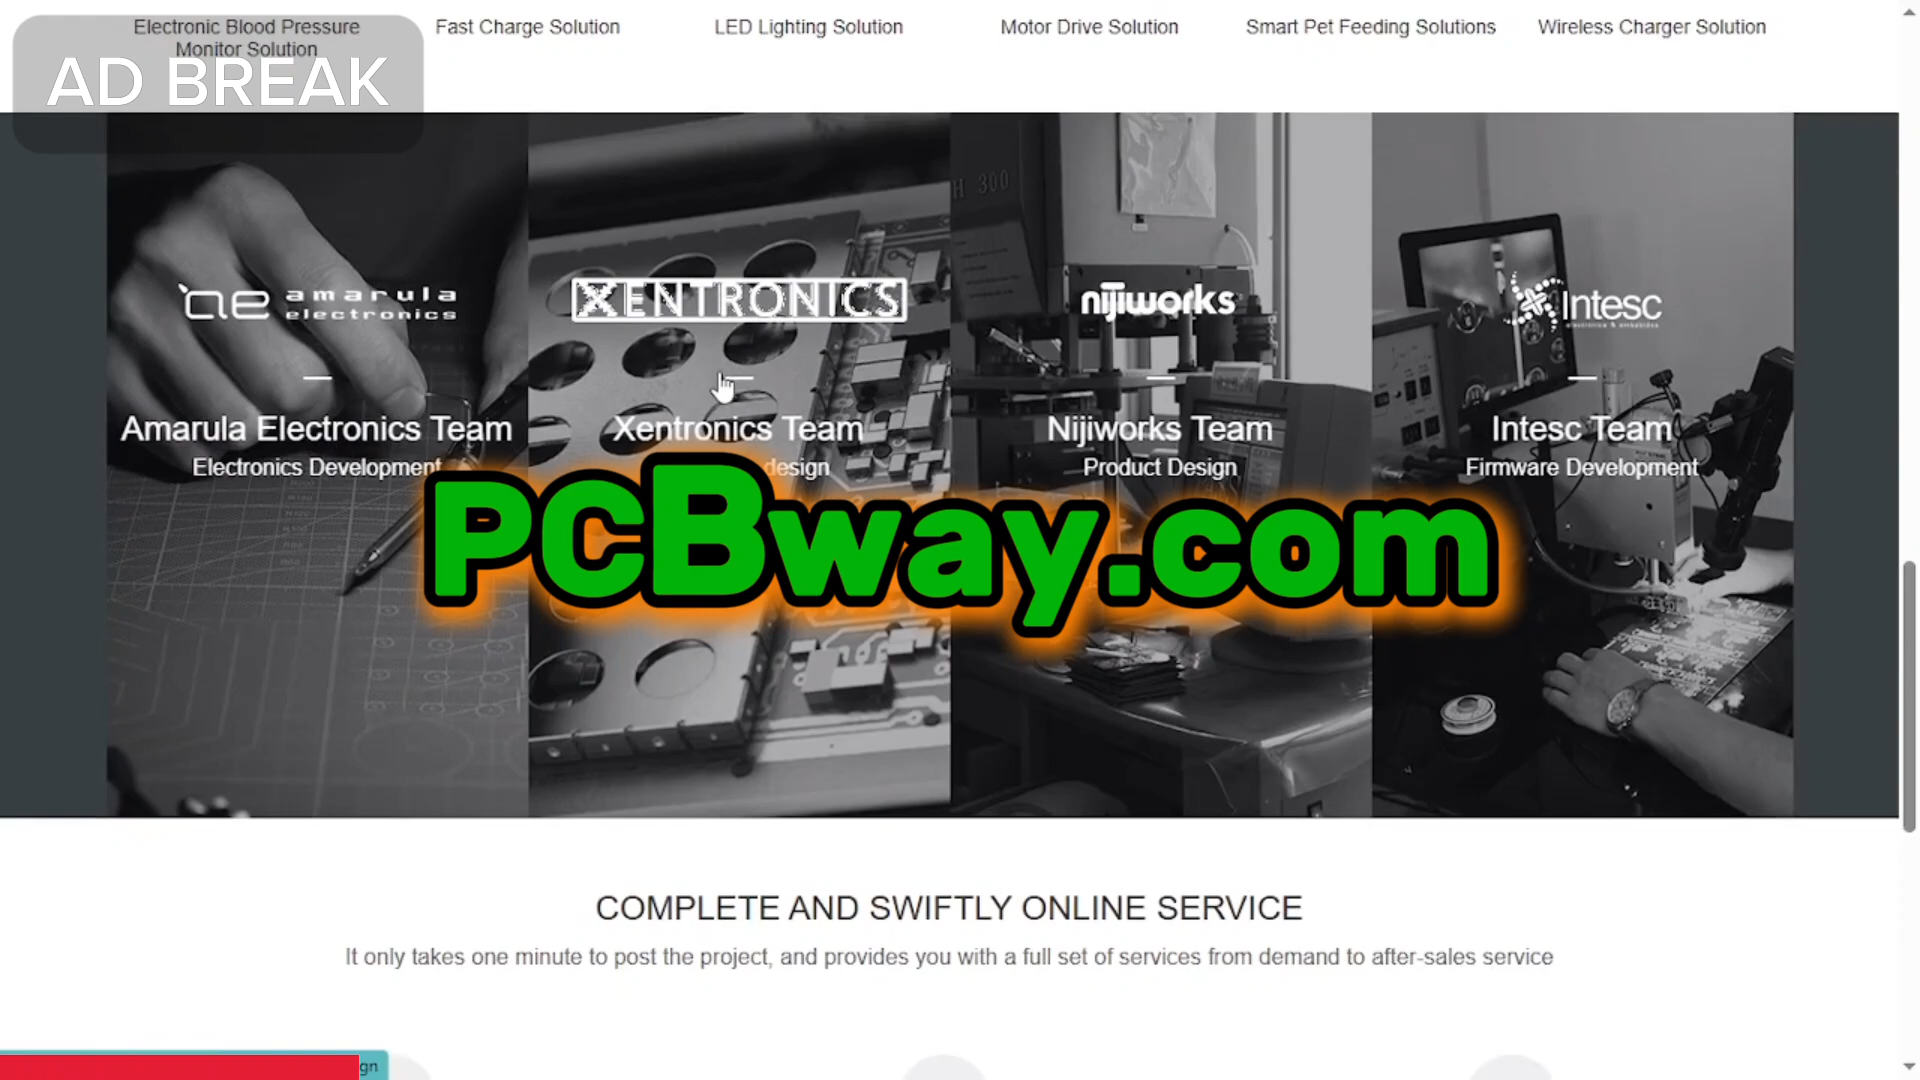 Electronic Blood Pressure
Monitor Solution
Fast Charge Solution
LED Lighting Solution
Motor Drive Solution
Smart Pet Feeding Solutions
Wireless Charger Solution
AD BREAK
H 300
ae amarula
electronics
XENTRONICS
nijiworks
Intesc
Amarula Electronics Team
Electronics Development
Xentronics Team
design
Nijiworks Team
Product Design
Intesc Team
Firmware Development
PCBway.com
COMPLETE AND SWIFTLY ONLINE SERVICE
It only takes one minute to post the project, and provides you with a full set of services from demand to after-sales service
gn